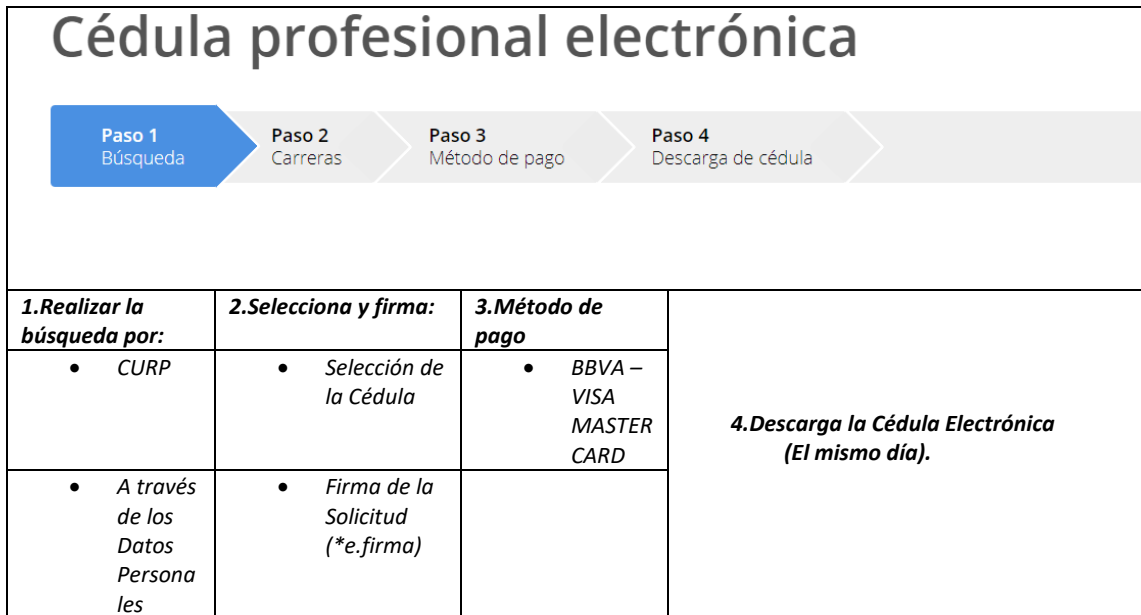 Cédula profesional electrónica
Paso 1
Búsqueda
Paso 2
Carreras
Paso 3
Método de pago
Paso 4
Descarga de cédula
1.Realizar la
búsqueda por:
2.Selecciona y firma:
3.Método de
pago
• CURP
• Selección de
la Cédula
• BBVA –
VISA
MASTER
CARD
4.Descarga la Cédula Electrónica
(El mismo día).
• A través
de los
Datos
Persona
les
• Firma de la
Solicitud
(*e.firma)